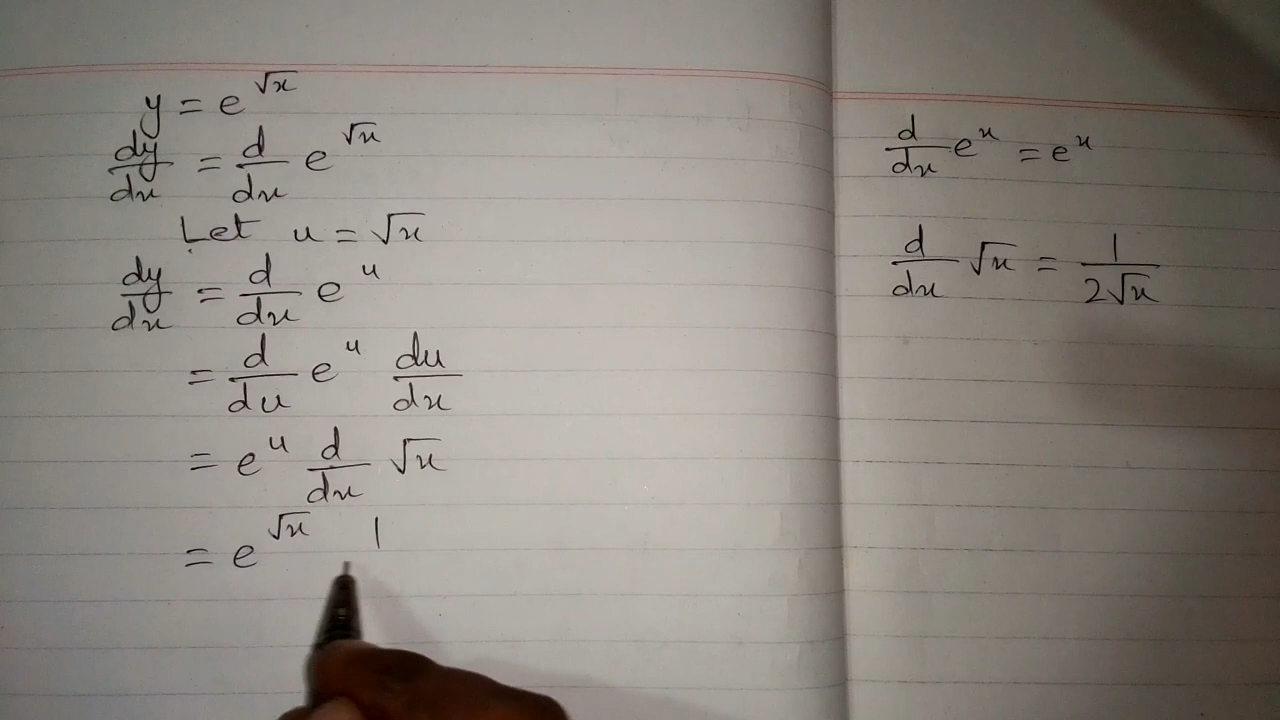 y = e^√x
dy/dx = d/dx e^√x
Let u = √x
dy/dx = d/dx e^u
= d/du e^u du/dx
= e^u d/dx √x
= e^√x 1
d/dx e^x = e^x
d/dx √x = 1/2√x